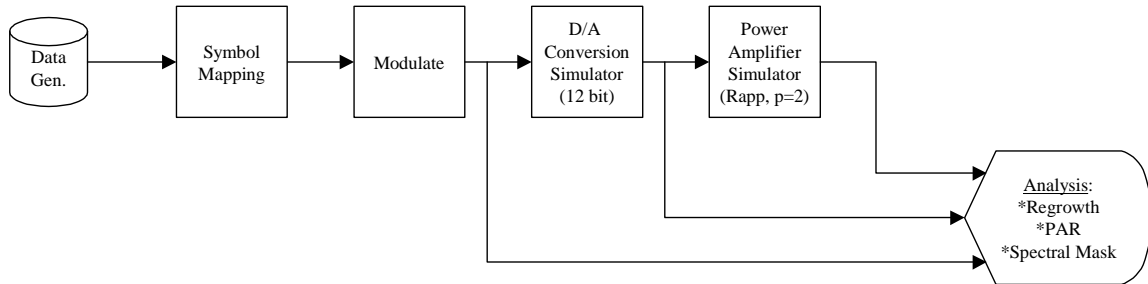 Data
Gen.
Symbol
Mapping
Modulate
D/A
Conversion
Simulator
(12 bit)
Power
Amplifier
Simulator
(Rapp, p=2)
Analysis:
*Regrowth
*PAR
*Spectral Mask